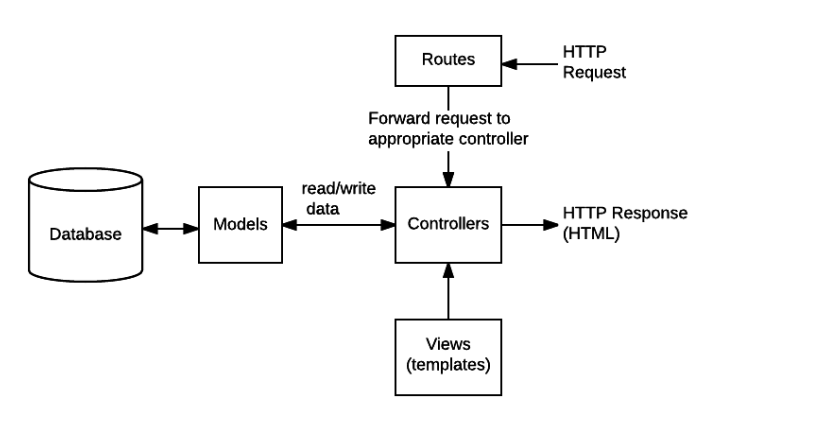 Routes
HTTP
Request
Forward request to
appropriate controller
read/write
data
Database
Models
Controllers
HTTP Response
(HTML)
Views
(templates)